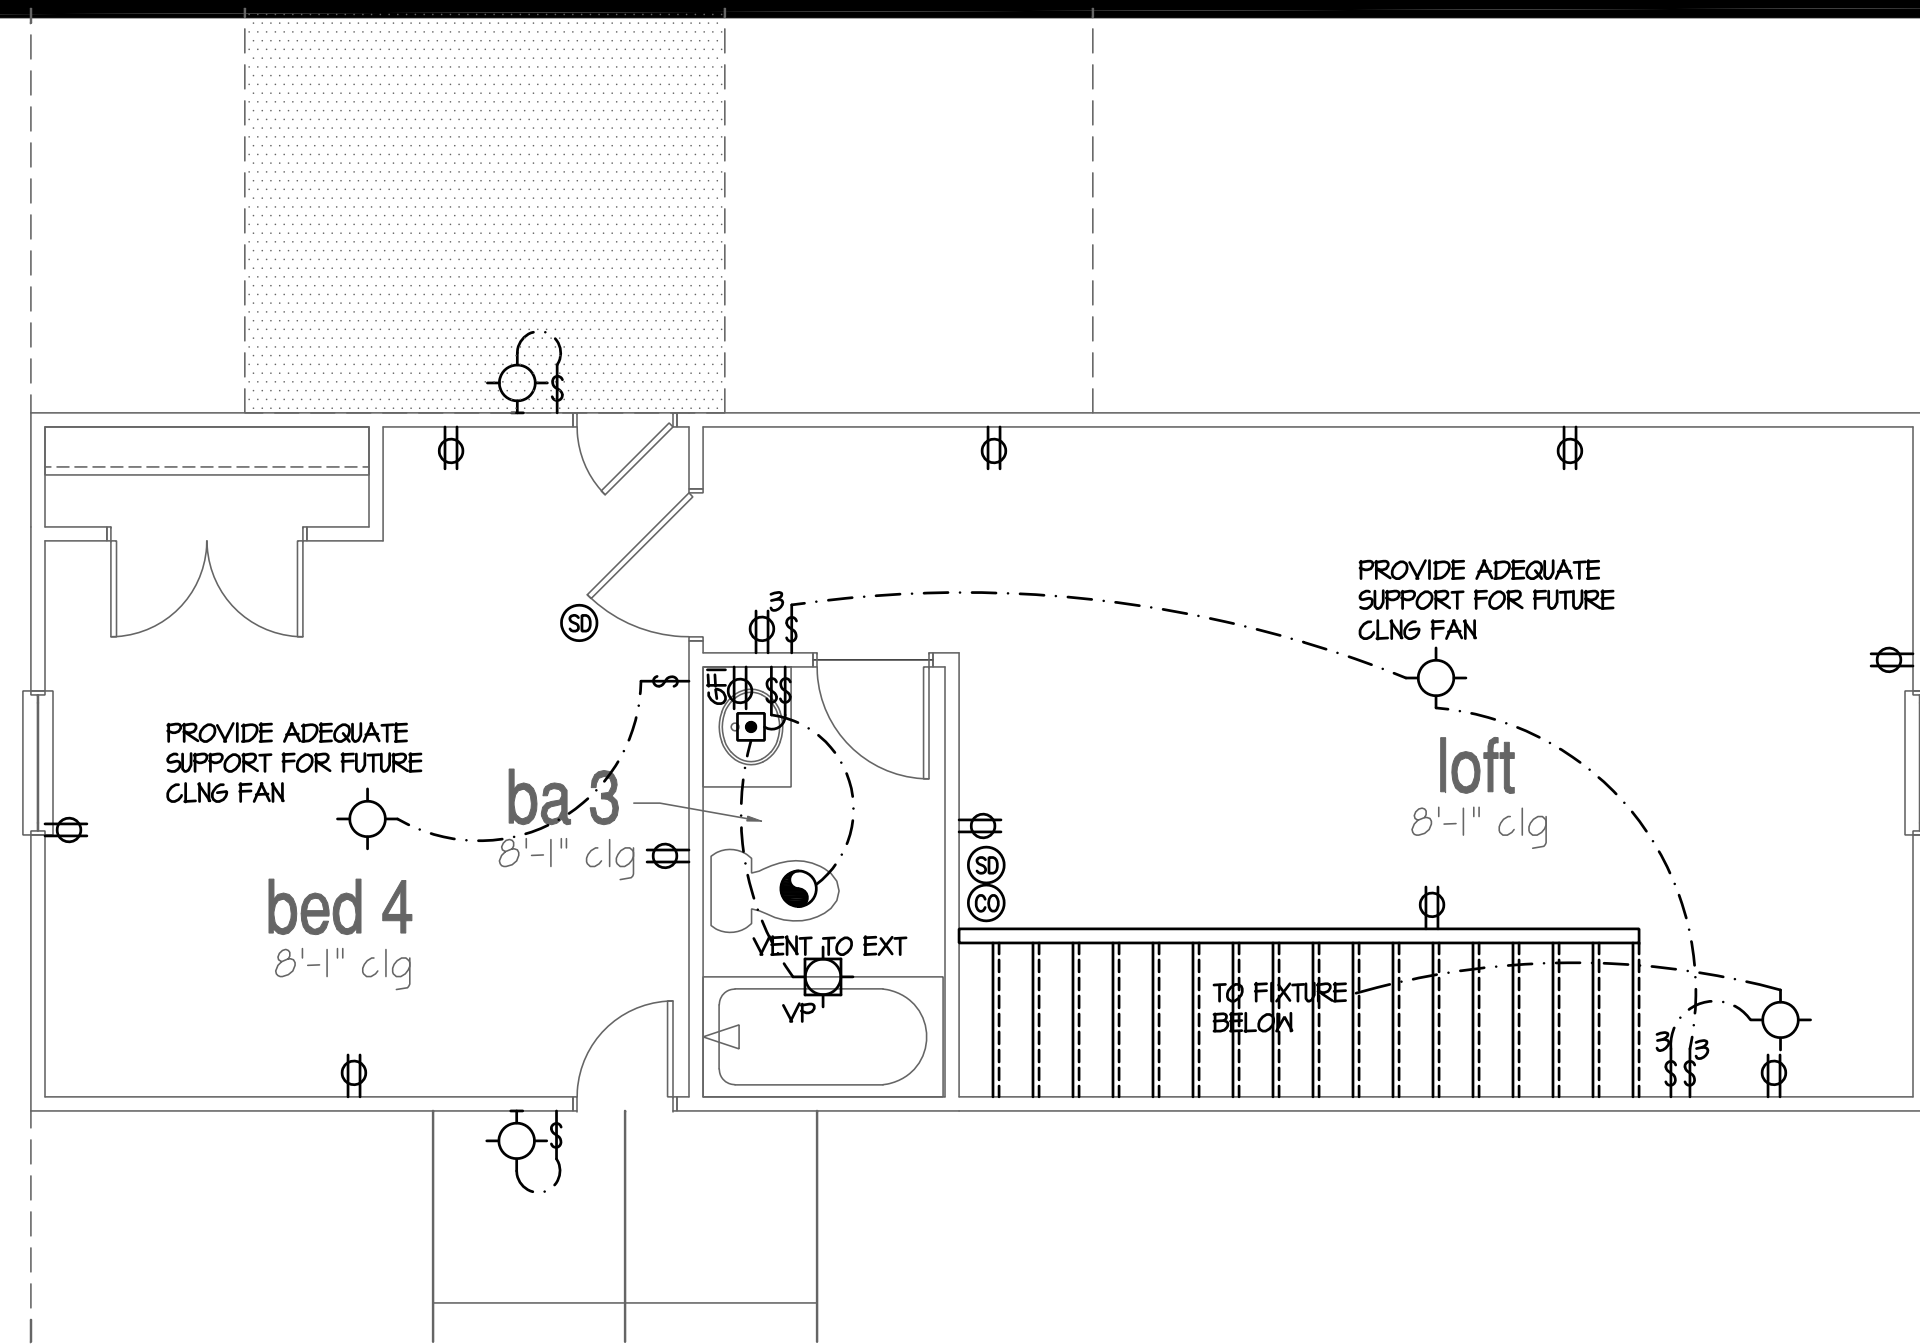 $
PROVIDE ADEQUATE
SUPPORT FOR FUTURE
CLNG FAN
3
$
SD
$
GFI
$$
PROVIDE ADEQUATE
SUPPORT FOR FUTURE
CLNG FAN
loft
8'-1" clg
ba 3
8'-1" clg
SD
CO
bed 4
8'-1" clg
VENT TO EXT
VP
TO FIXTURE
BELOW
3 3
$$
$